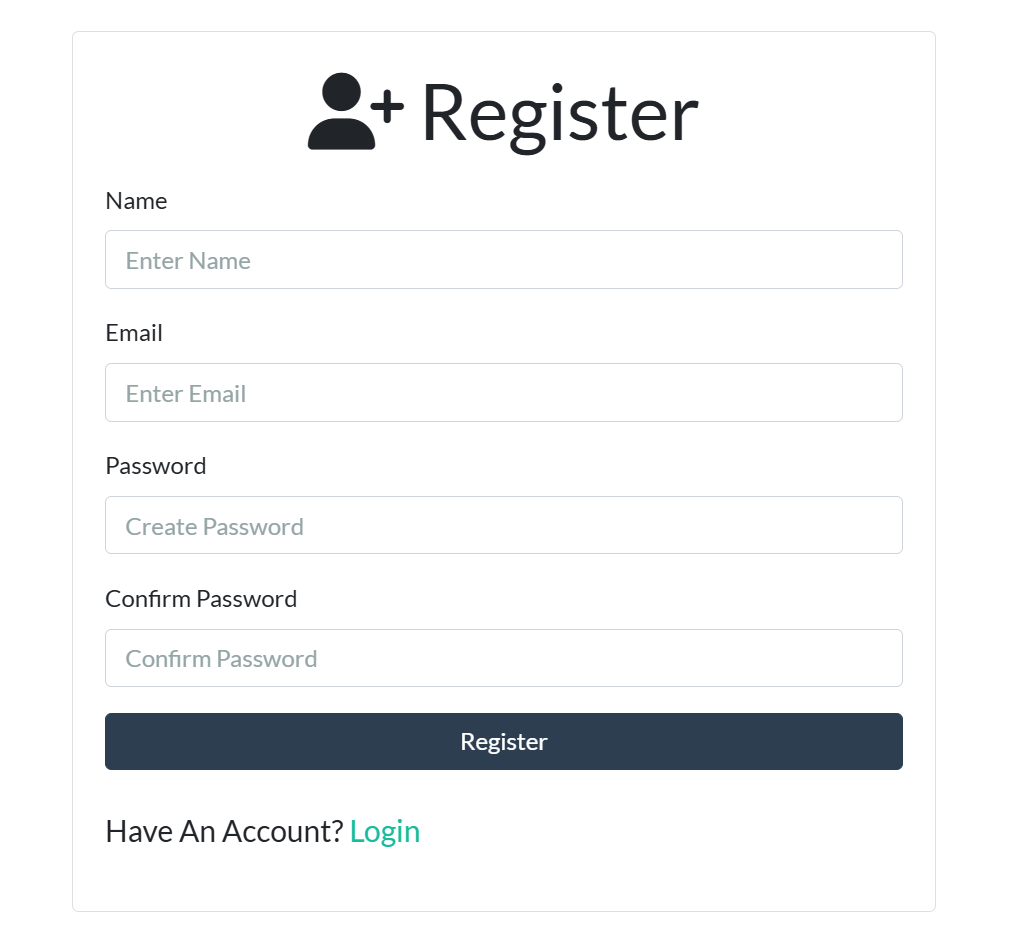 Register
Name
Enter Name
Email
Enter Email
Password
Create Password
Confirm Password
Confirm Password
Register
Have An Account? Login